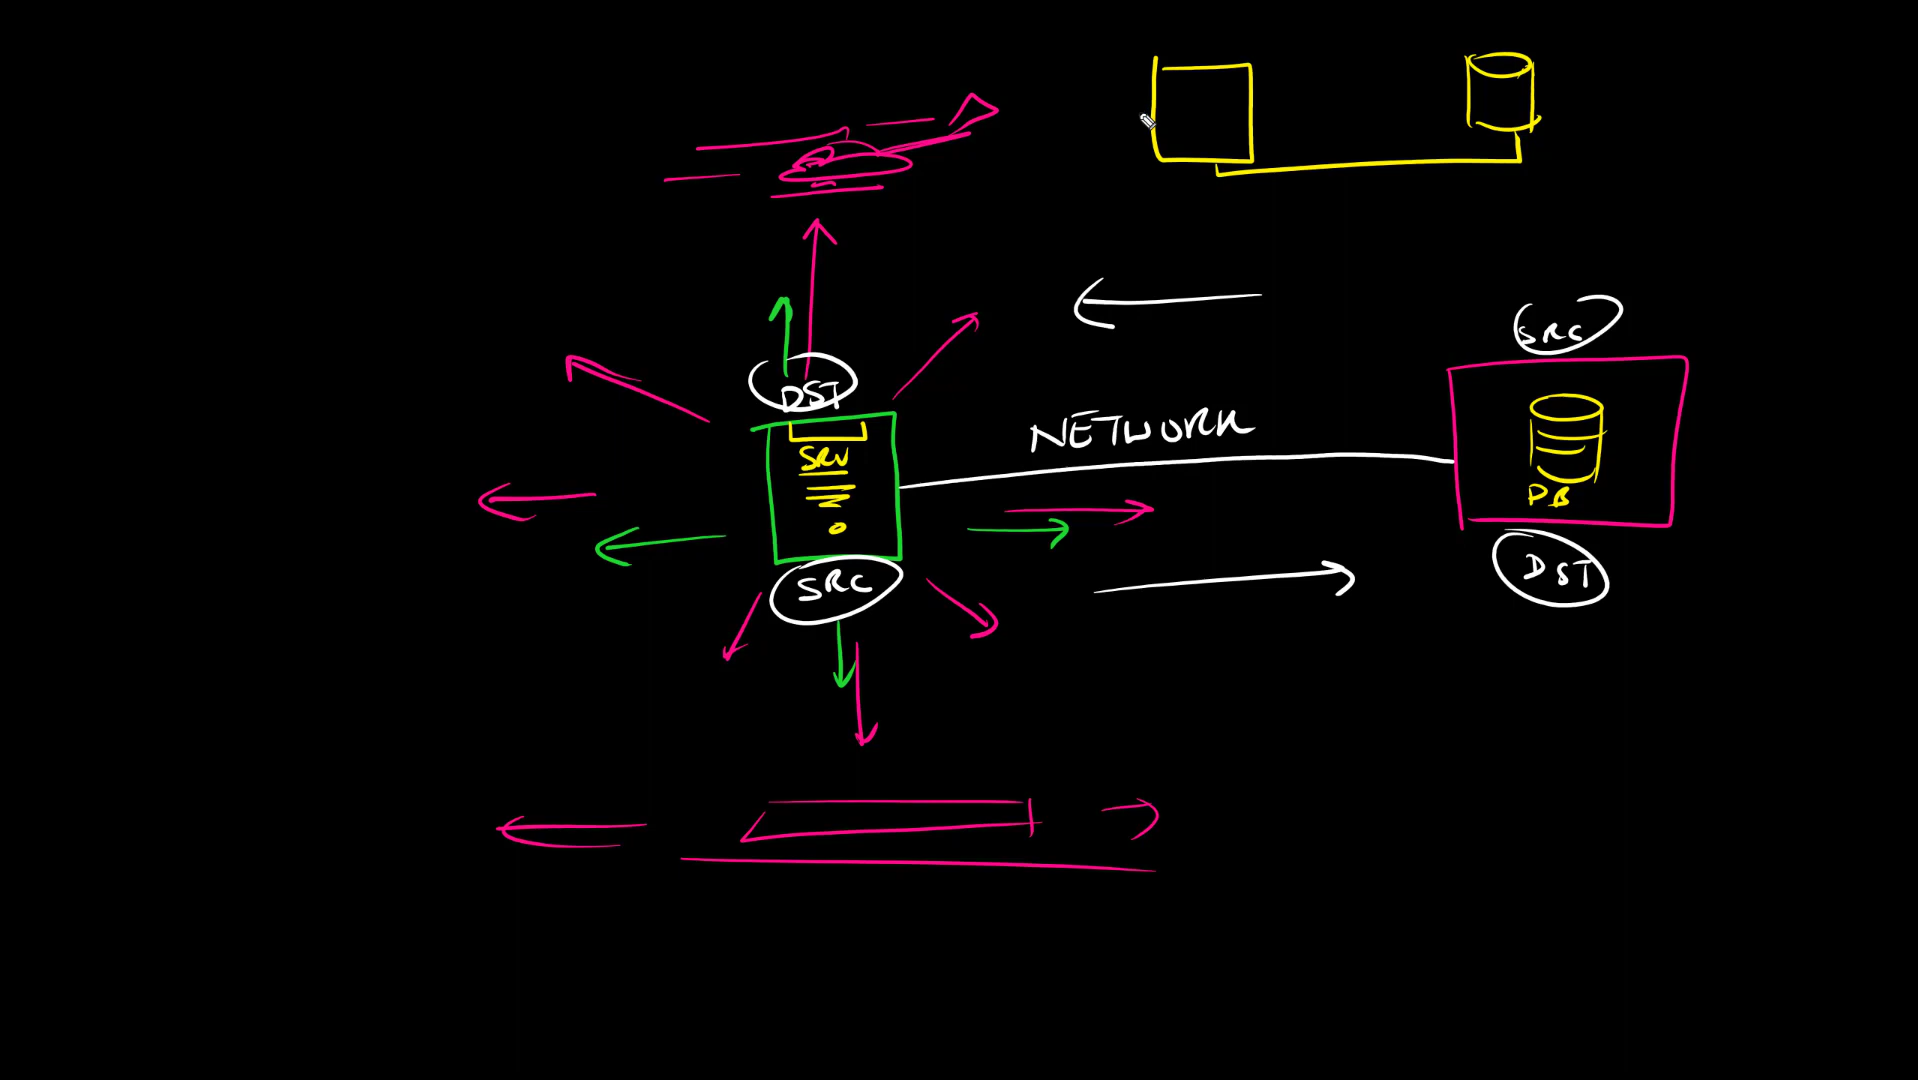 SRC
DST
NETWORK
SRV
DB
DST
SRC